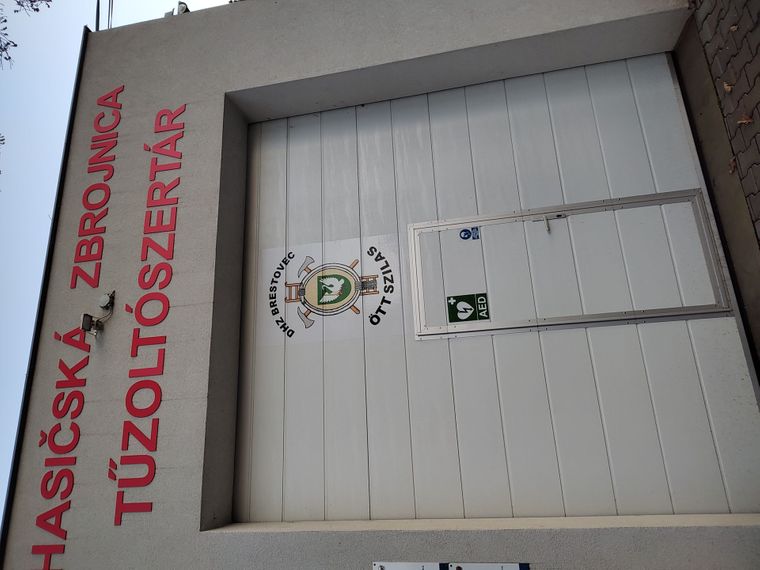 HASIČSKÁ ZBROJNICA
TŰZOLTÓSZERTÁR
DHZ BRESTOVEC
ÖTT SZILAS
AED